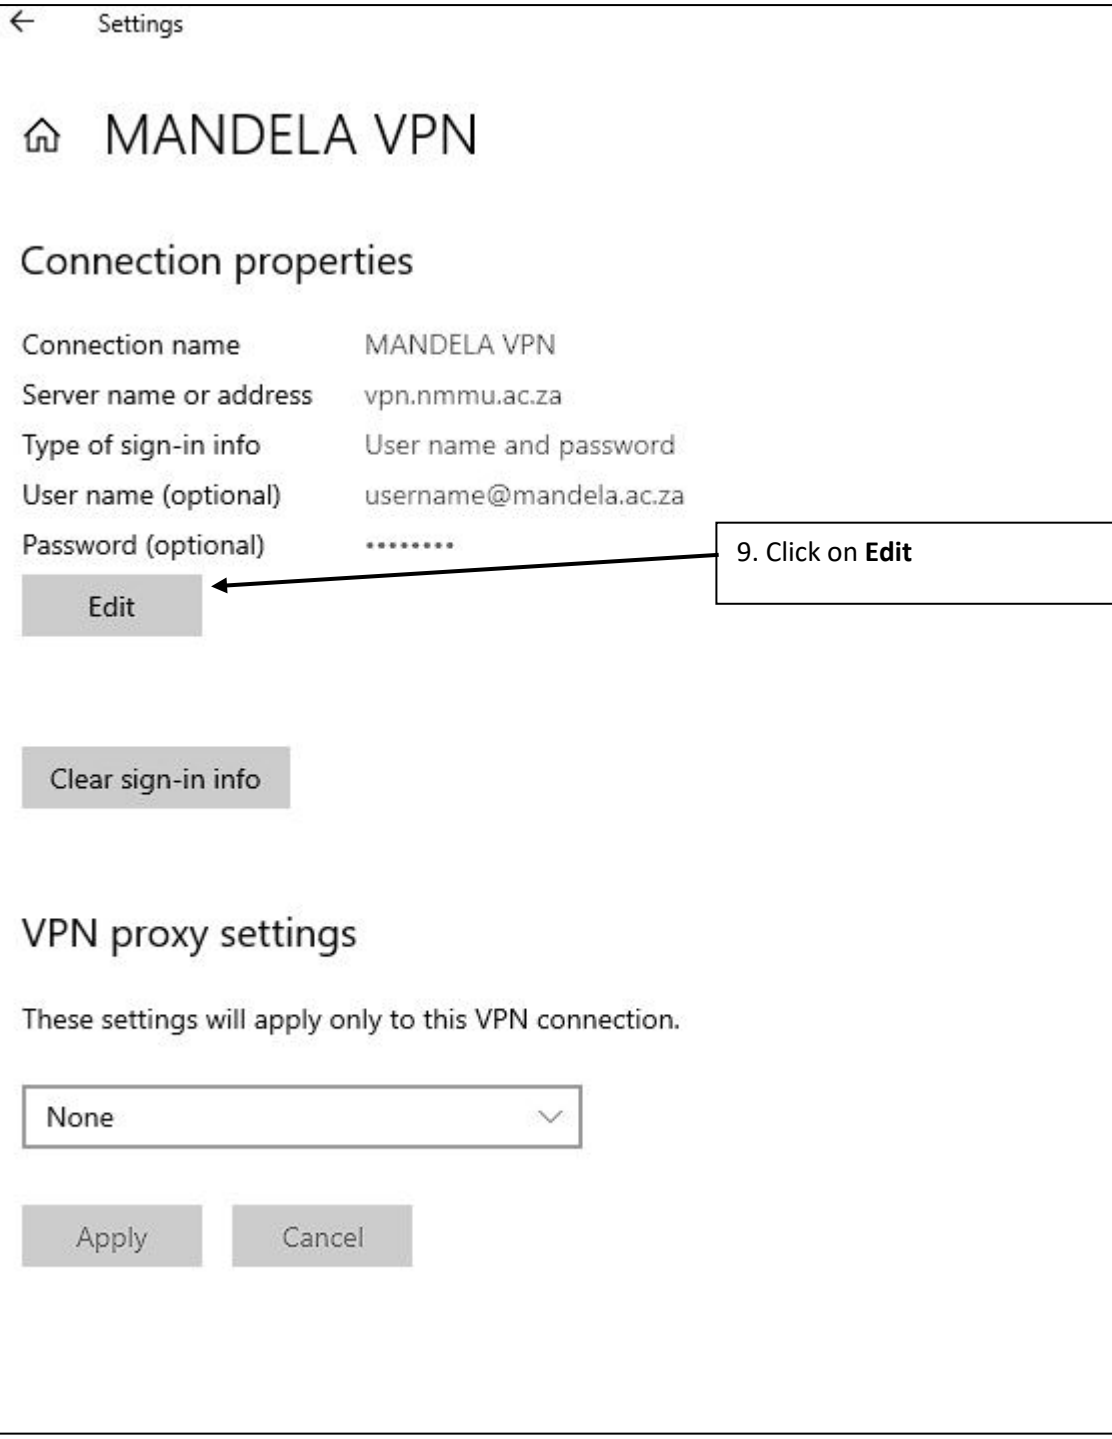 Settings
MANDELA VPN
Connection properties
Connection name MANDELA VPN
Server name or address vpn.nmmu.ac.za
Type of sign-in info User name and password
User name (optional) username@mandela.ac.za
Password (optional) ••••••••
9. Click on Edit
Edit
Clear sign-in info
VPN proxy settings
These settings will apply only to this VPN connection.
None
Apply Cancel